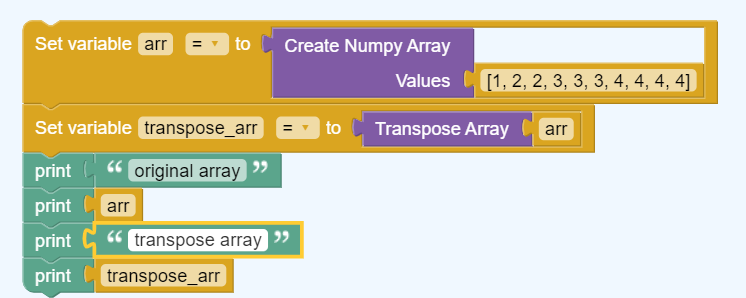 Set variable arr = to Create Numpy Array
Values [1, 2, 2, 3, 3, 3, 4, 4, 4, 4]
Set variable transpose_arr = to Transpose Array arr
print “ original array ”
print arr
print “ transpose array ”
print transpose_arr